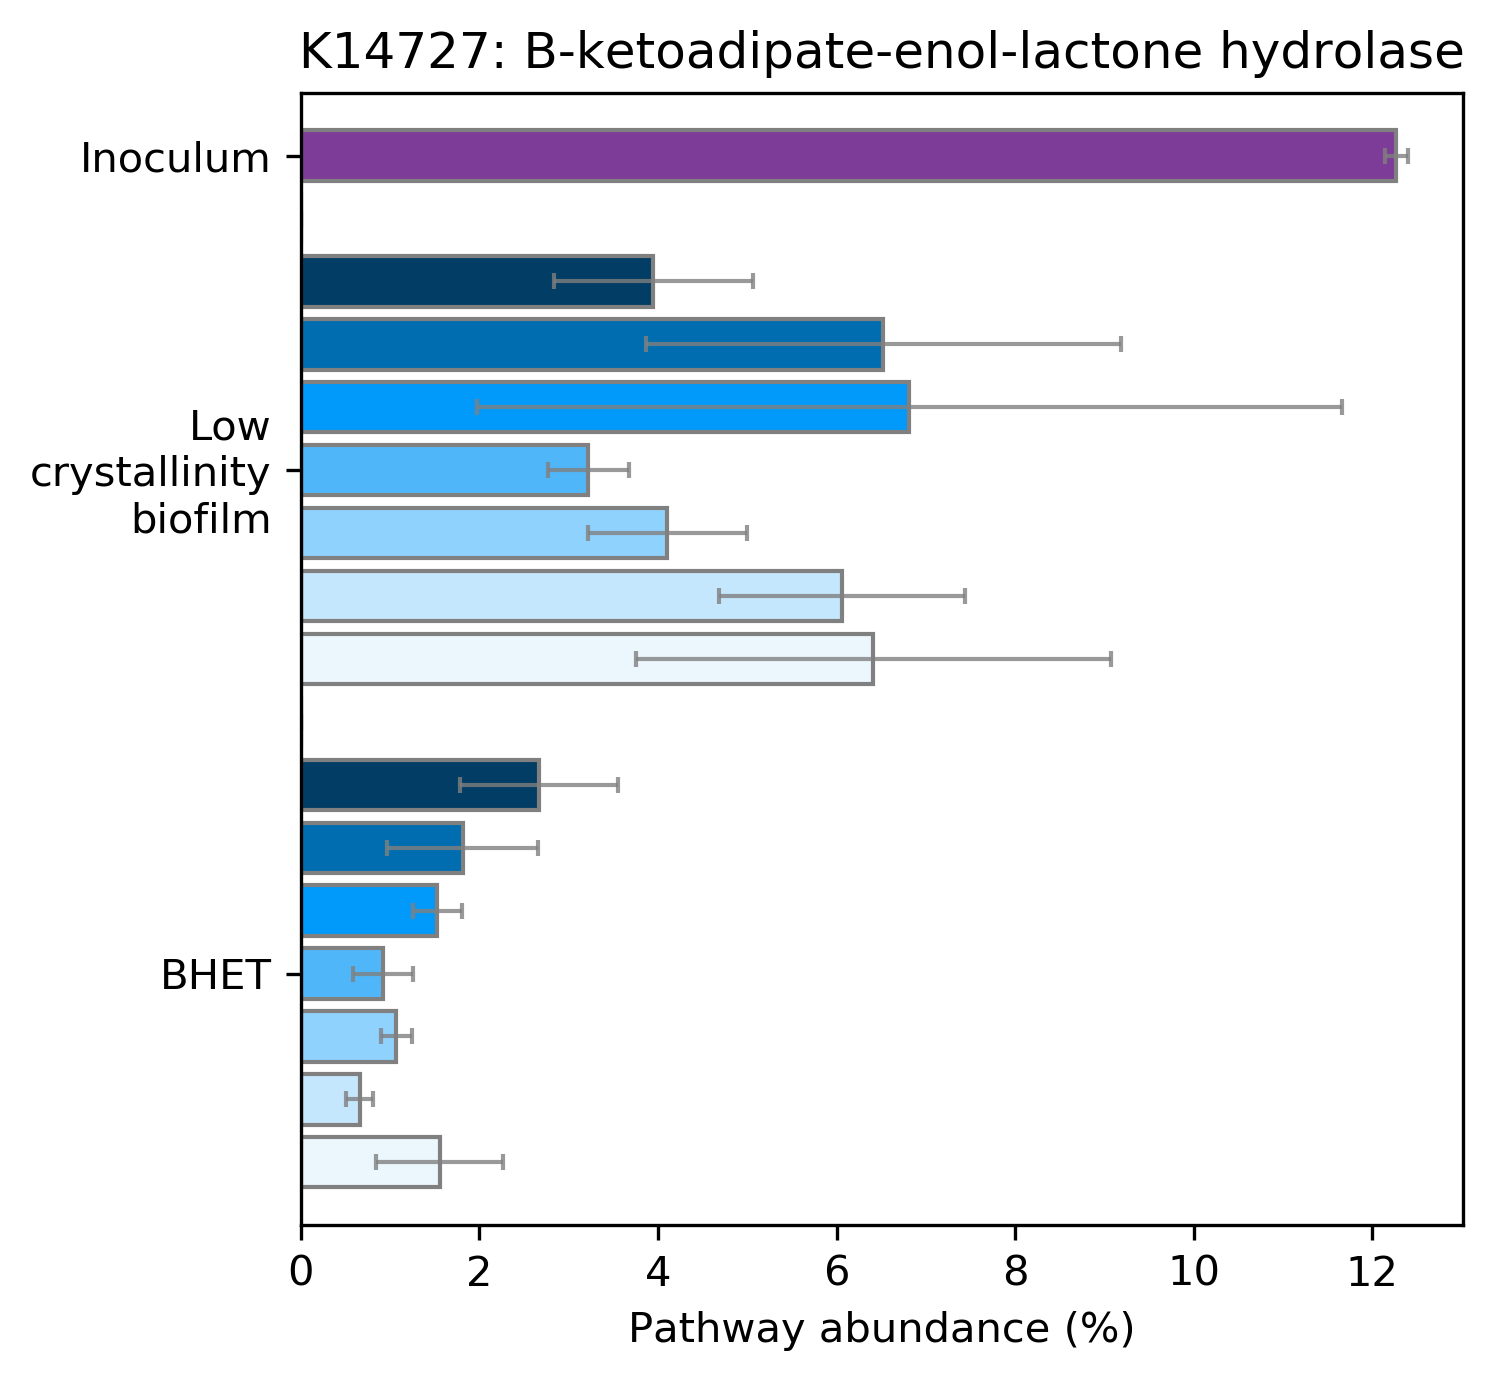 K14727: B-ketoadipate-enol-lactone hydrolase
Inoculum
Low
crystallinity
biofilm
BHET
0 2 4 6 8 10 12
Pathway abundance (%)